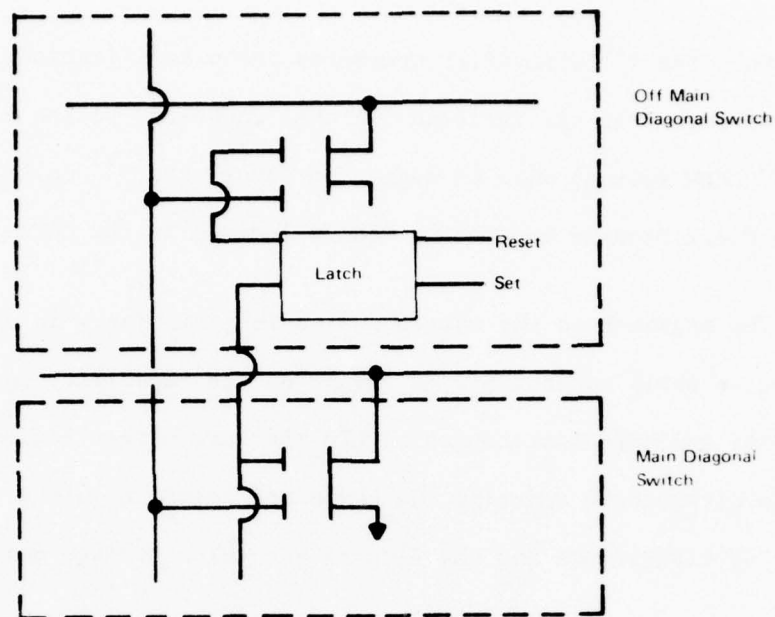 Off Main
Diagonal Switch
Reset
Latch
Set
Main Diagonal
Switch